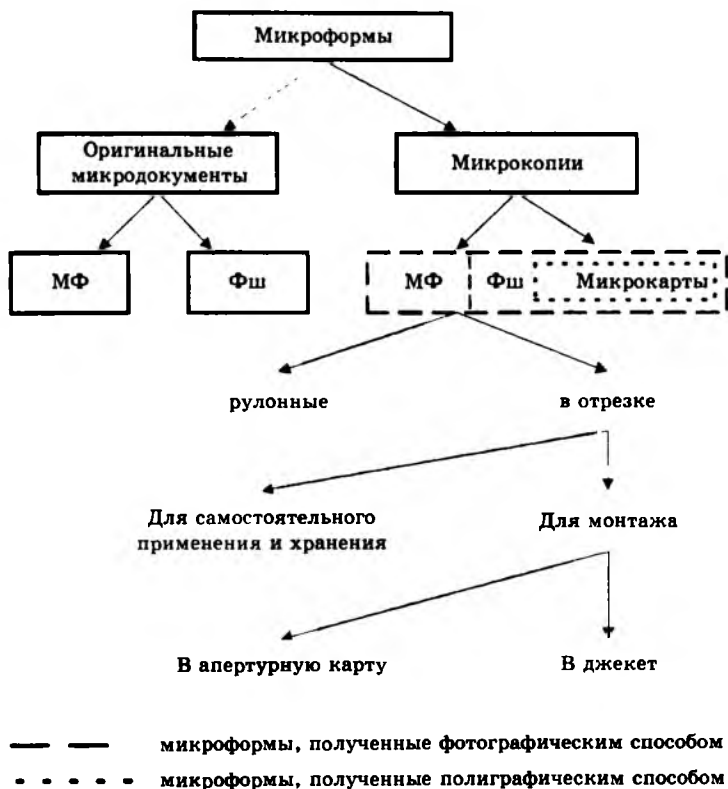 Микроформы
Оригинальные
микродокументы
Микрокопии
МФ
Фш
МФ
Фш
Микрокарты
рулонные
в отрезке
Для самостоятельного
применения и хранения
Для монтажа
В апертурную карту
В джекет
микроформы, полученные фотографическим способом
микроформы, полученные полиграфическим способом